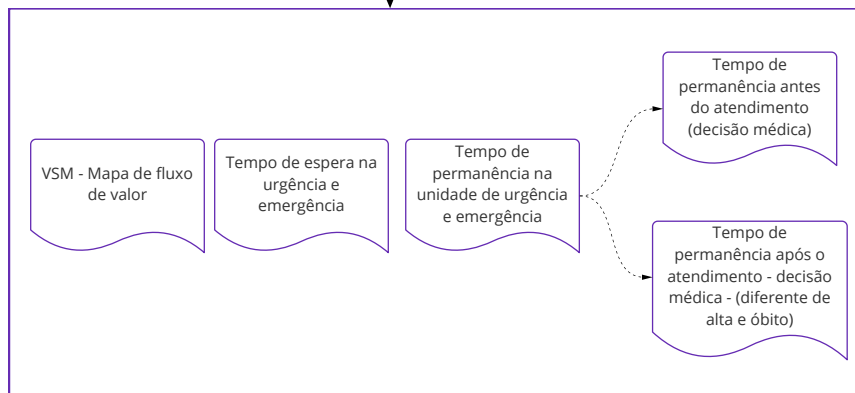 VSM - Mapa de fluxo
de valor
Tempo de espera na
urgência e
emergência
Tempo de
permanência na
unidade de urgência
e emergência
Tempo de
permanência antes
do atendimento
(decisão médica)
Tempo de
permanência após o
atendimento - decisão
médica - (diferente de
alta e óbito)